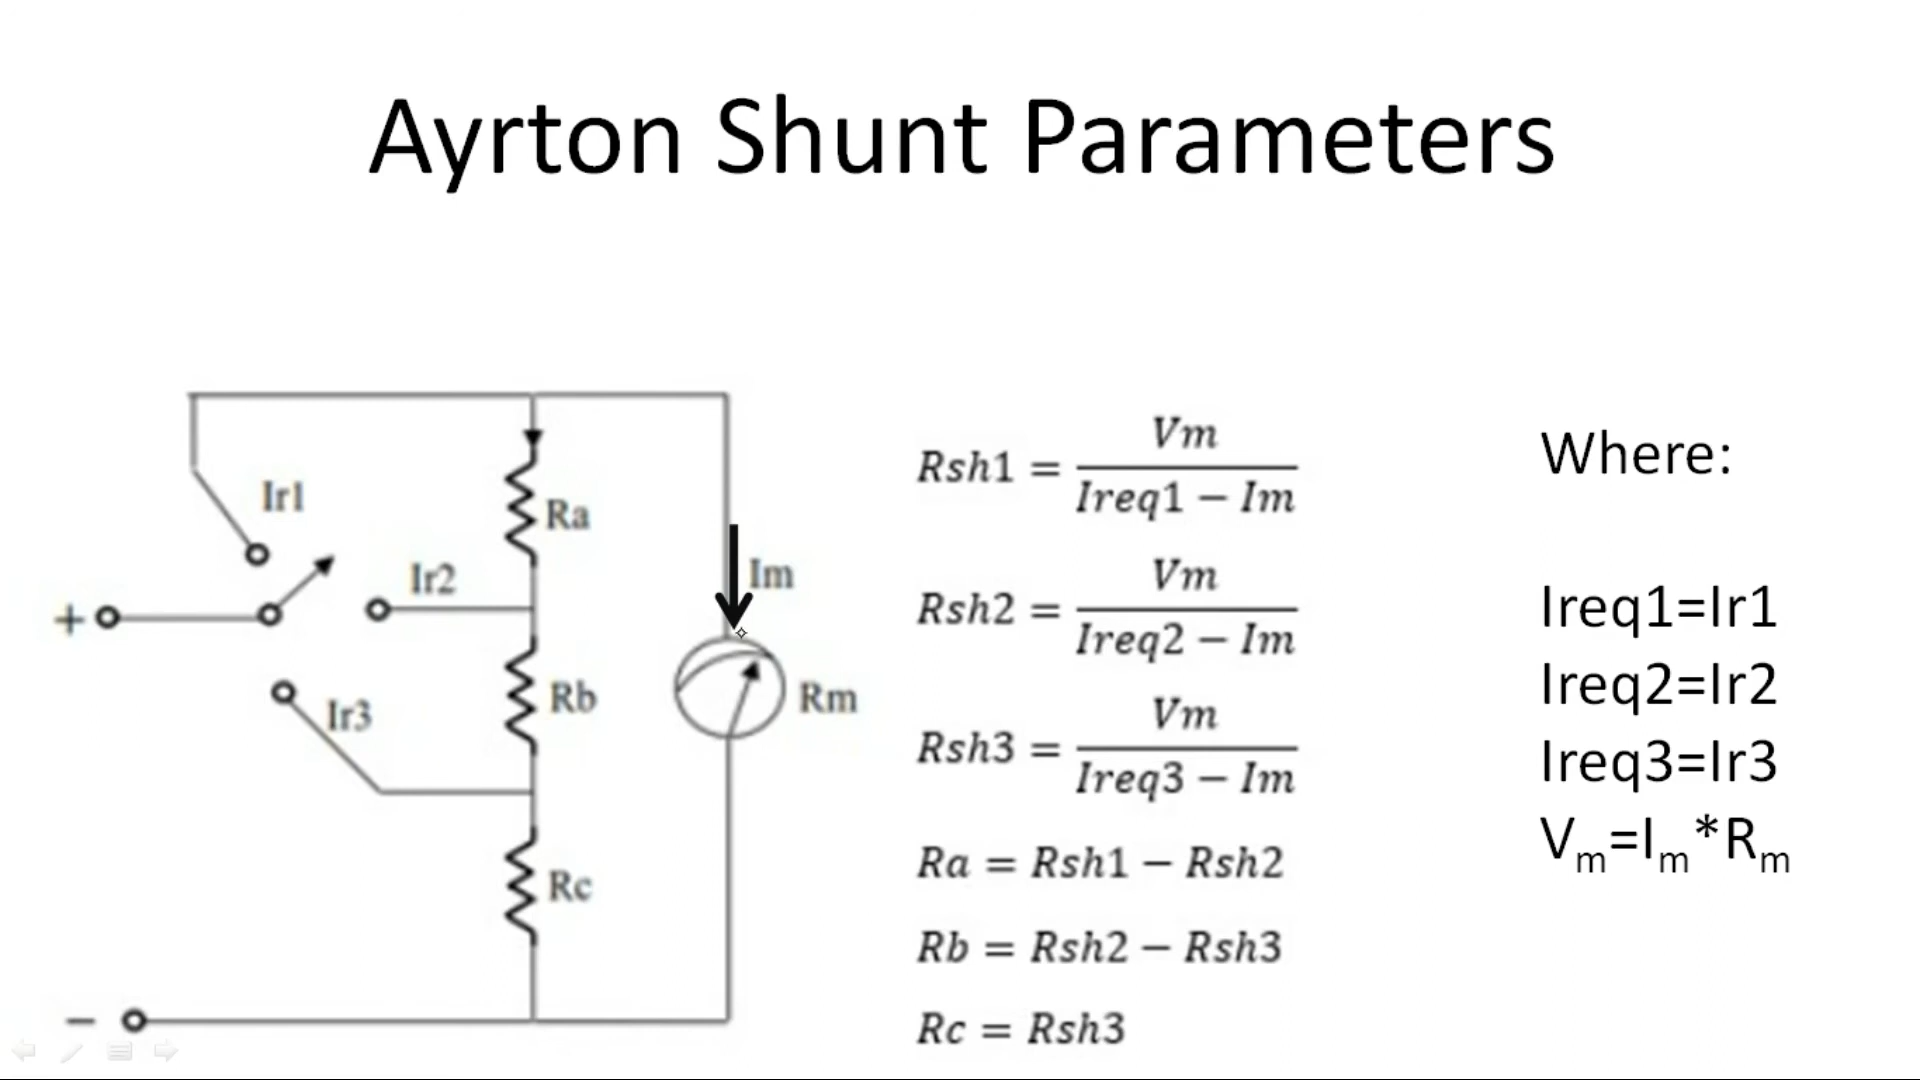 Ayrton Shunt Parameters
Ir1
Ra
Ir2
Im
+
Ir3
Rb
Rm
Rc
−
Rsh1 = Vm / Ireq1 − Im
Rsh2 = Vm / Ireq2 − Im
Rsh3 = Vm / Ireq3 − Im
Ra = Rsh1 − Rsh2
Rb = Rsh2 − Rsh3
Rc = Rsh3
Where:
Ireq1=Ir1
Ireq2=Ir2
Ireq3=Ir3
Vm=Im*Rm